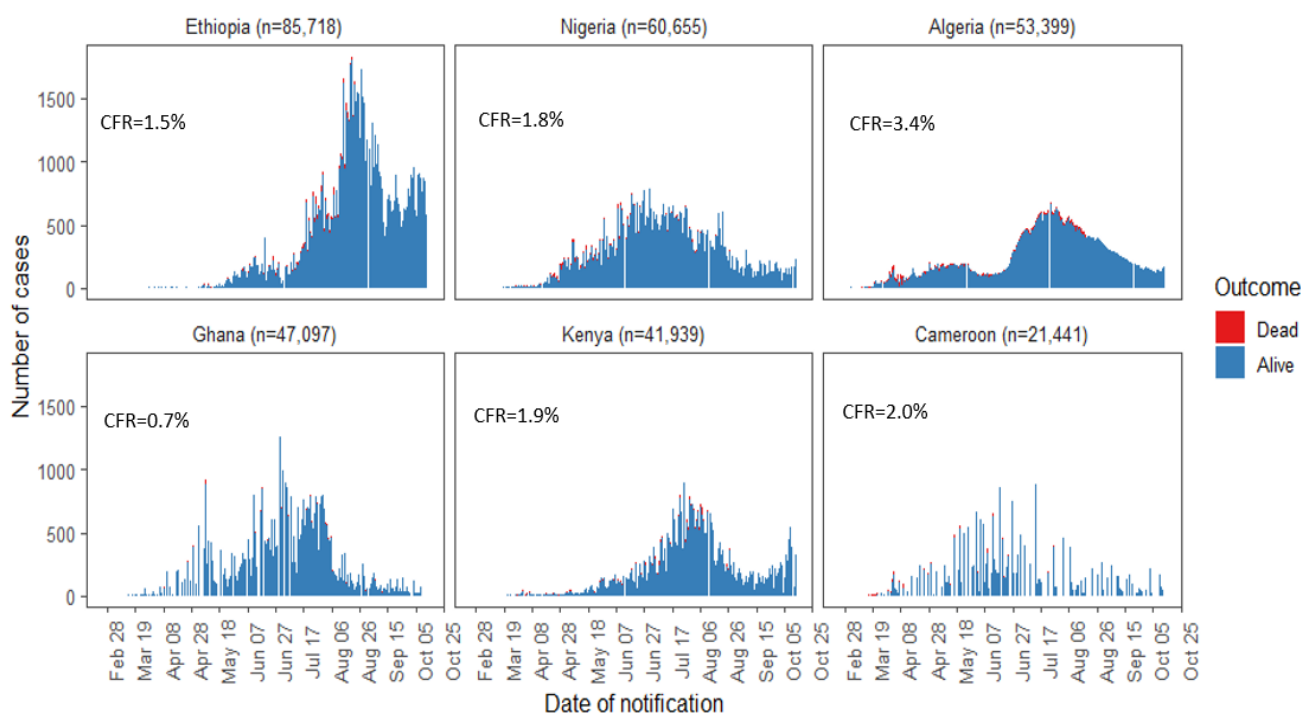 Ethiopia (n=85,718)
Nigeria (n=60,655)
Algeria (n=53,399)
1500
1000
500
0
CFR=1.5%
CFR=1.8%
CFR=3.4%
Number of cases
Outcome
Dead
Alive
Ghana (n=47,097)
Kenya (n=41,939)
Cameroon (n=21,441)
1500
1000
500
0
CFR=0.7%
CFR=1.9%
CFR=2.0%
Feb 28
Mar 19
Apr 08
Apr 28
May 18
Jun 07
Jun 27
Jul 17
Aug 06
Aug 26
Sep 15
Oct 05
Oct 25
Feb 28
Mar 19
Apr 08
Apr 28
May 18
Jun 07
Jun 27
Jul 17
Aug 06
Aug 26
Sep 15
Oct 05
Oct 25
Feb 28
Mar 19
Apr 08
Apr 28
May 18
Jun 07
Jun 27
Jul 17
Aug 06
Aug 26
Sep 15
Oct 05
Oct 25
Date of notification